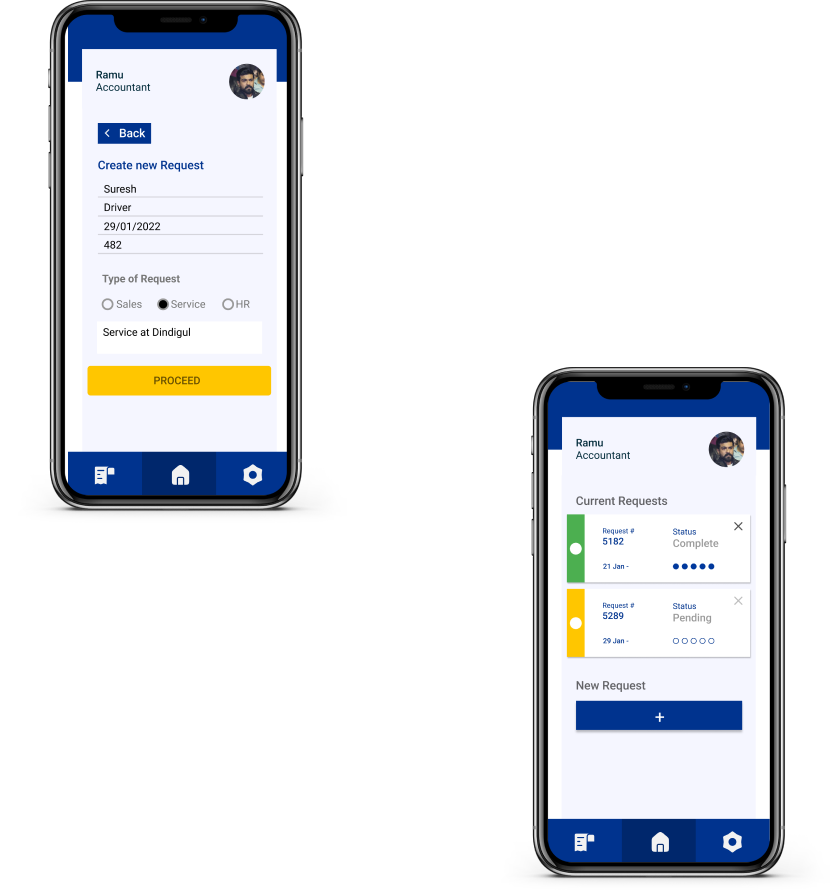 Ramu
Accountant
Back
Create new Request
Suresh
Driver
29/01/2022
482
Type of Request
Sales Service HR
Service at Dindigul
PROCEED
Ramu
Accountant
Current Requests
Request # Status
5182 Complete
21 Jan -
Request # Status
5289 Pending
29 Jan -
New Request
+